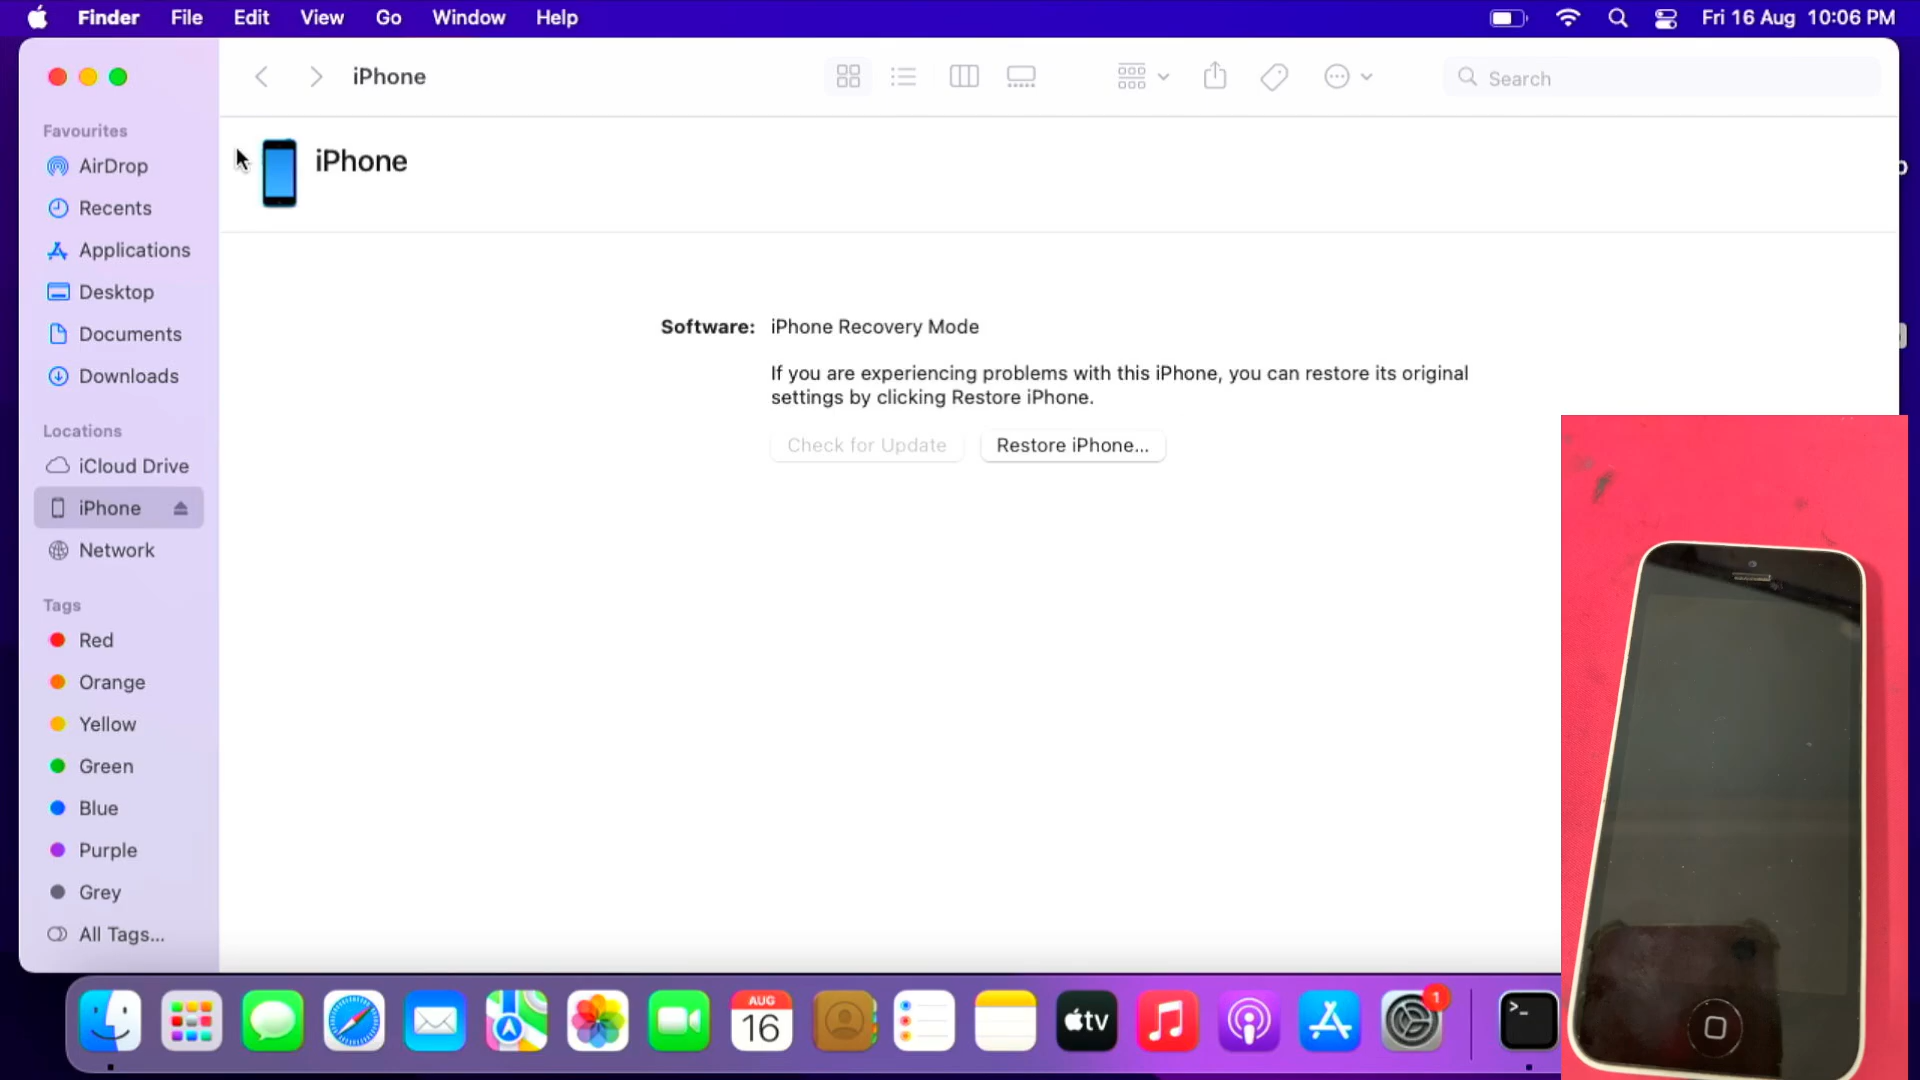 Finder File Edit View Go Window Help Fri 16 Aug 10:06 PM
iPhone
Search
Favourites
AirDrop
Recents
Applications
Desktop
Documents
Downloads
Locations
iCloud Drive
iPhone
Network
Tags
Red
Orange
Yellow
Green
Blue
Purple
Grey
All Tags...
iPhone
Software: iPhone Recovery Mode
If you are experiencing problems with this iPhone, you can restore its original
settings by clicking Restore iPhone.
Check for Update Restore iPhone...
AUG
16
tv
1
>_